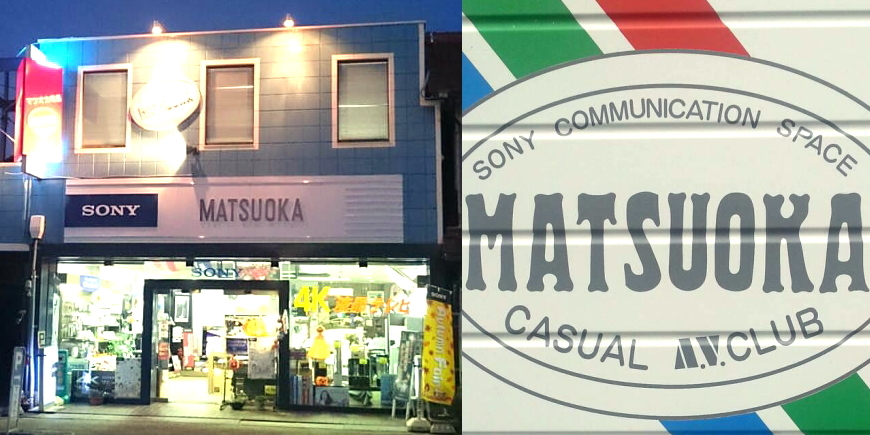 SONY
MATSUOKA
SONY
4K
SONY COMMUNICATION SPACE
MATSUOKA
CASUAL A.V. CLUB